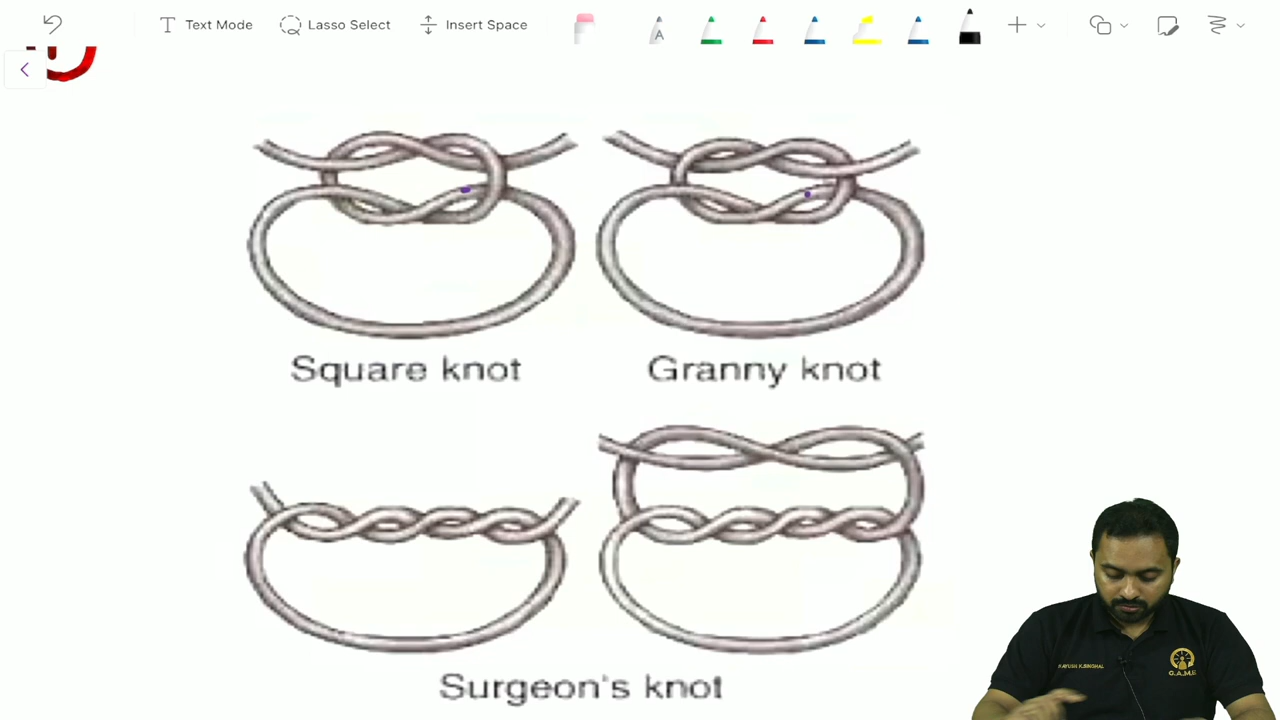 Text Mode Lasso Select Insert Space
A
Square knot Granny knot
Surgeon's knot
G.A.M.E